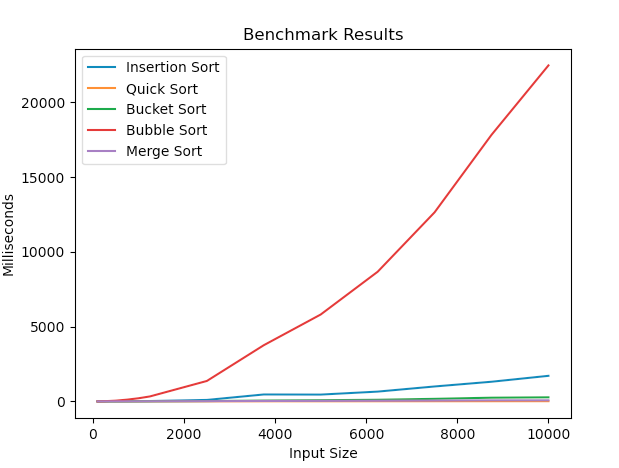 Benchmark Results
Insertion Sort
Quick Sort
Bucket Sort
Bubble Sort
Merge Sort
20000
15000
10000
5000
0
Milliseconds
0 2000 4000 6000 8000 10000
Input Size